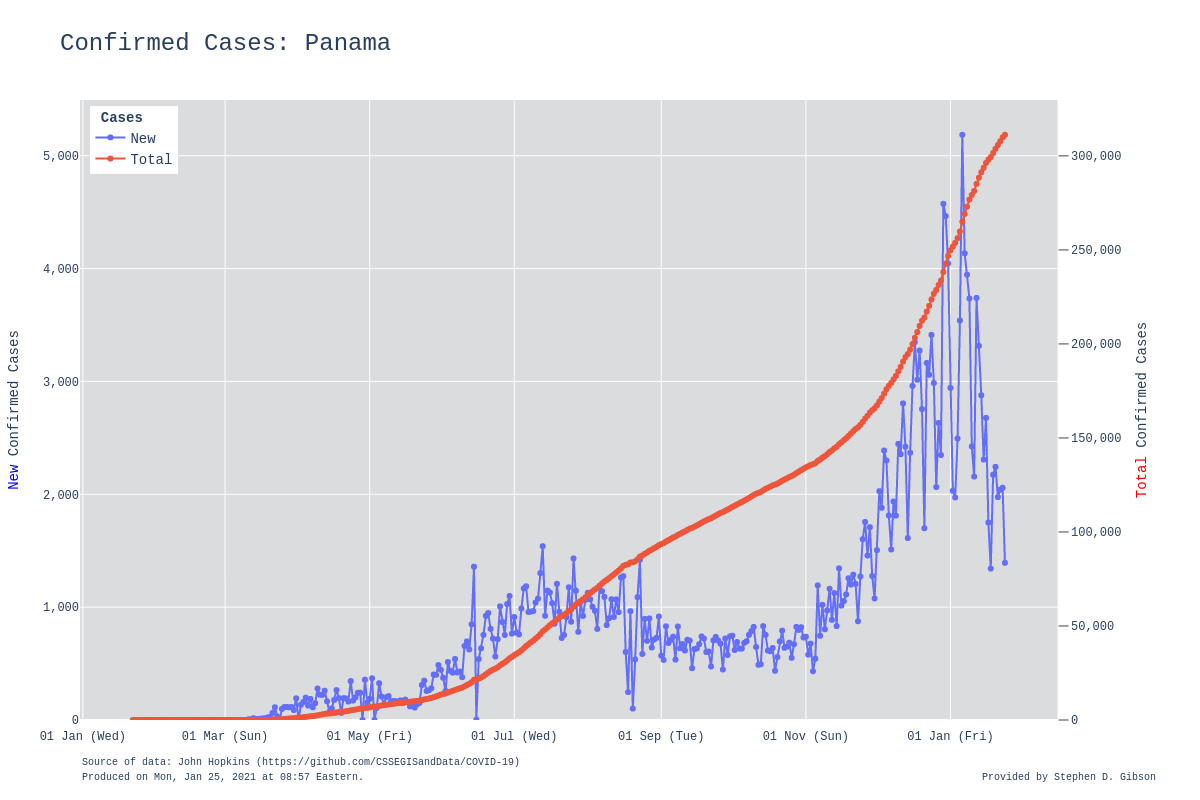 Confirmed Cases: Panama
Cases
New
Total
5,000
4,000
3,000
2,000
1,000
0
300,000
250,000
200,000
150,000
100,000
50,000
0
New Confirmed Cases
Total Confirmed Cases
01 Jan (Wed) 01 Mar (Sun) 01 May (Fri) 01 Jul (Wed) 01 Sep (Tue) 01 Nov (Sun) 01 Jan (Fri)
Source of data: John Hopkins (https://github.com/CSSEGISandData/COVID-19)
Produced on Mon, Jan 25, 2021 at 08:57 Eastern.
Provided by Stephen D. Gibson